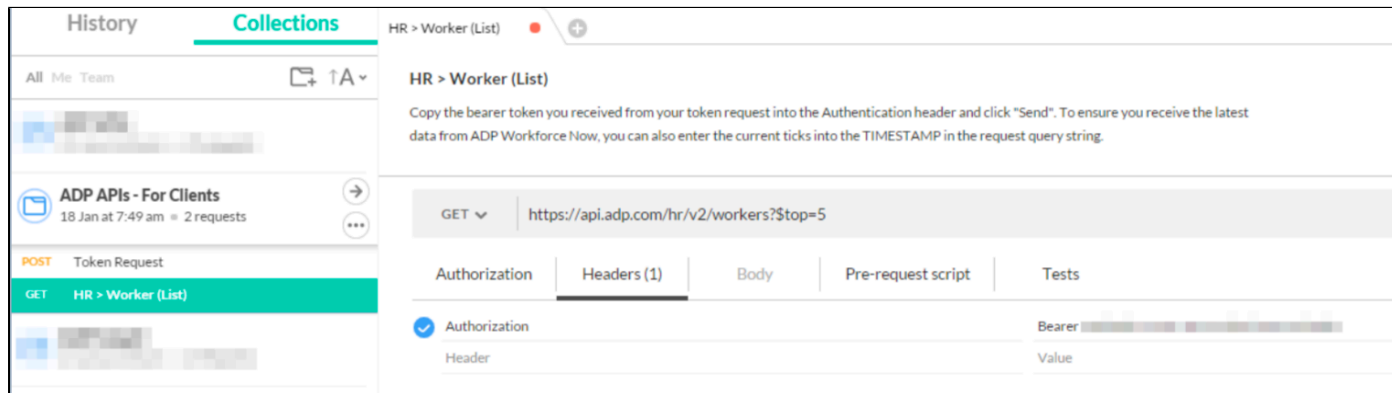 History
Collections
All Me Team
↑A
ADP APIs - For Clients
18 Jan at 7:49 am 2 requests
POST Token Request
GET HR > Worker (List)
HR > Worker (List)
HR > Worker (List)
Copy the bearer token you received from your token request into the Authentication header and click "Send". To ensure you receive the latest
data from ADP Workforce Now, you can also enter the current ticks into the TIMESTAMP in the request query string.
GET https://api.adp.com/hr/v2/workers?$top=5
Authorization Headers (1) Body Pre-request script Tests
Authorization Bearer
Header Value